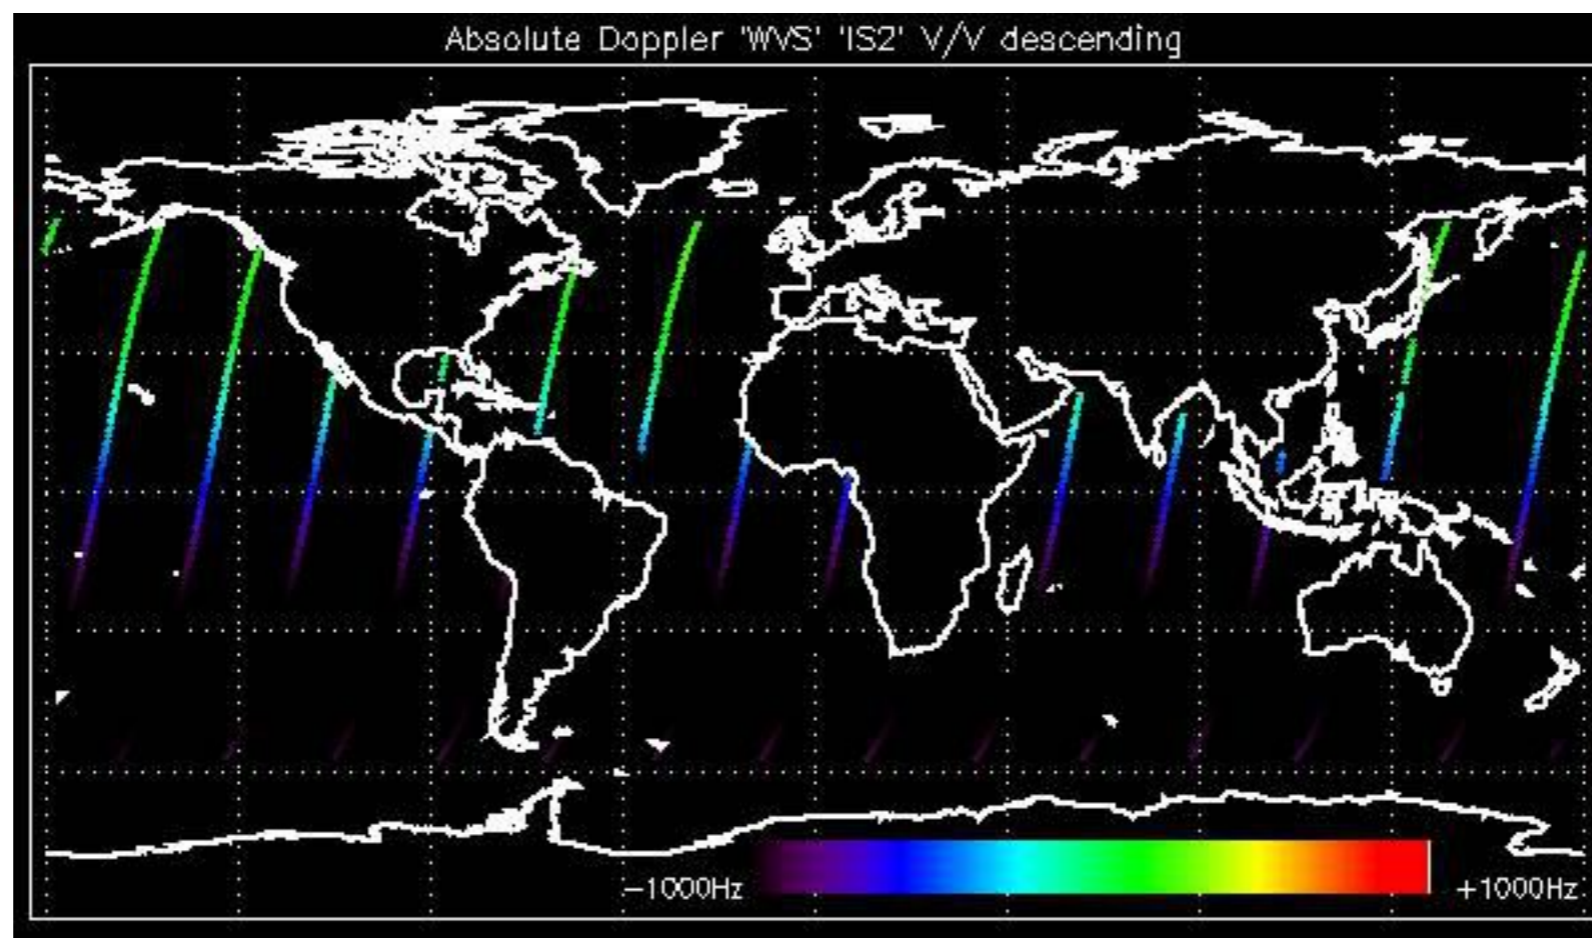 Absolute Doppler 'WVS' 'IS2' V/V descending
-1000Hz +1000Hz